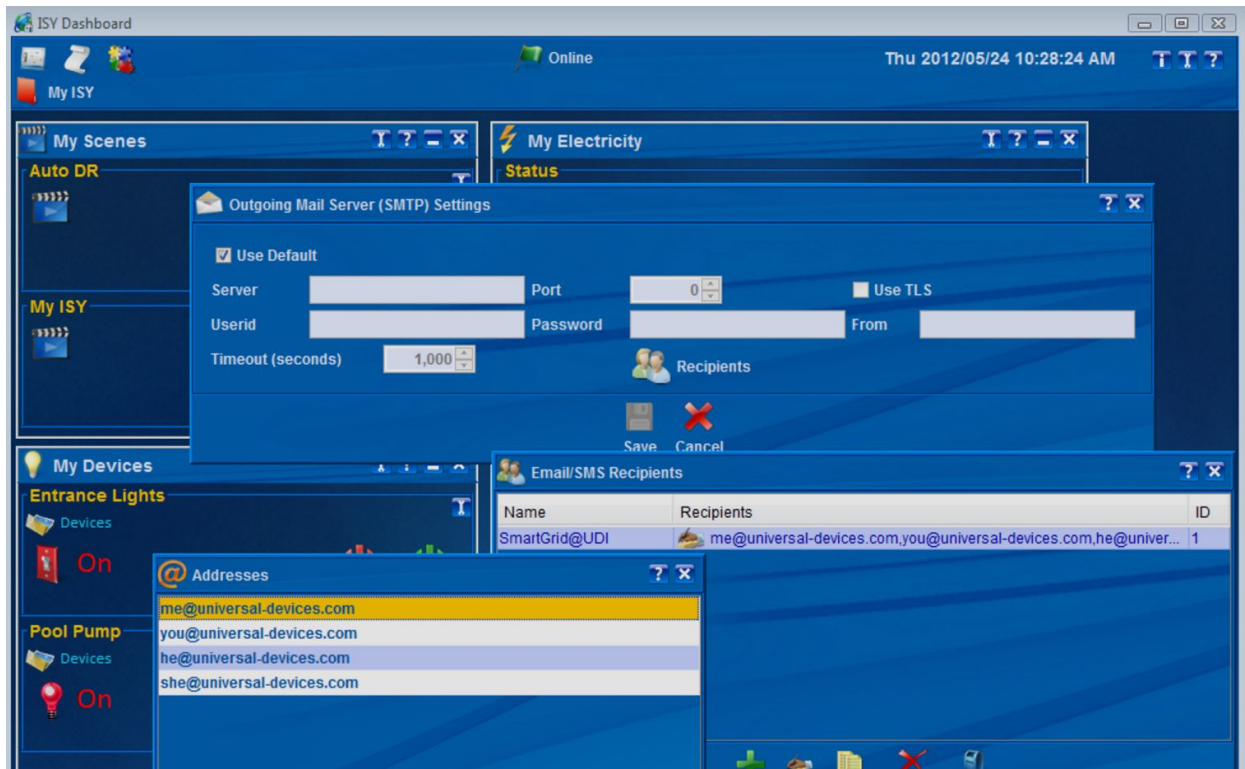 ISY Dashboard
Online
Thu 2012/05/24 10:28:24 AM
My ISY
My Scenes
Auto DR
My ISY
My Electricity
Status
Outgoing Mail Server (SMTP) Settings
Use Default
Server
Port
0
Use TLS
Userid
Password
From
Timeout (seconds)
1,000
Recipients
Save
Cancel
My Devices
Entrance Lights
Devices
On
Pool Pump
Devices
On
Email/SMS Recipients
Name Recipients ID
SmartGrid@UDI me@universal-devices.com,you@universal-devices.com,he@univer... 1
Addresses
me@universal-devices.com
you@universal-devices.com
he@universal-devices.com
she@universal-devices.com